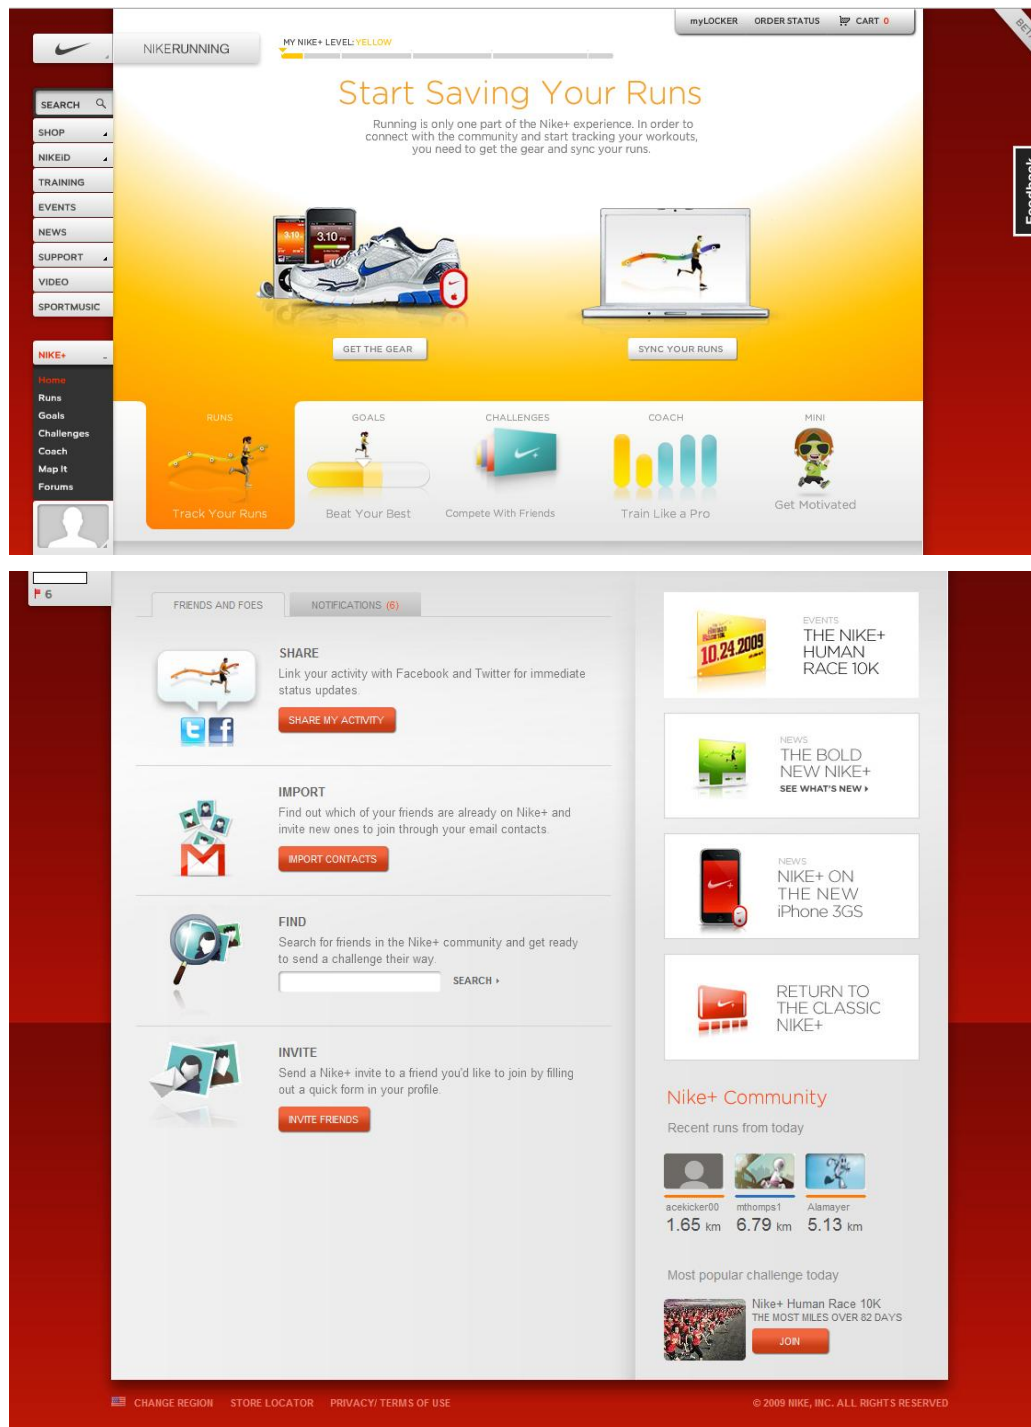 myLOCKER ORDER STATUS CART 0
NIKERUNNING
MY NIKE+ LEVEL: YELLOW
SEARCH
SHOP
NIKEiD
TRAINING
EVENTS
NEWS
SUPPORT
VIDEO
SPORTMUSIC
NIKE+
Home
Runs
Goals
Challenges
Coach
Map It
Forums
Feedback
Start Saving Your Runs
Running is only one part of the Nike+ experience. In order to
connect with the community and start tracking your workouts,
you need to get the gear and sync your runs.
3.10
3.10
GET THE GEAR
SYNC YOUR RUNS
RUNS
Track Your Runs
GOALS
Beat Your Best
CHALLENGES
Compete With Friends
COACH
Train Like a Pro
MINI
Get Motivated
6
FRIENDS AND FOES
NOTIFICATIONS (6)
SHARE
Link your activity with Facebook and Twitter for immediate
status updates.
SHARE MY ACTIVITY
IMPORT
Find out which of your friends are already on Nike+ and
invite new ones to join through your email contacts.
IMPORT CONTACTS
FIND
Search for friends in the Nike+ community and get ready
to send a challenge their way.
SEARCH
INVITE
Send a Nike+ invite to a friend you'd like to join by filling
out a quick form in your profile.
INVITE FRIENDS
10.24.2009
EVENTS
THE NIKE+
HUMAN
RACE 10K
NEWS
THE BOLD
NEW NIKE+
SEE WHAT'S NEW
NEWS
NIKE+ ON
THE NEW
iPhone 3GS
RETURN TO
THE CLASSIC
NIKE+
Nike+ Community
Recent runs from today
acekicker00 mthomps1 Alamayer
1.65 km 6.79 km 5.13 km
Most popular challenge today
Nike+ Human Race 10K
THE MOST MILES OVER 82 DAYS
JOIN
CHANGE REGION STORE LOCATOR PRIVACY/ TERMS OF USE
© 2009 NIKE, INC. ALL RIGHTS RESERVED